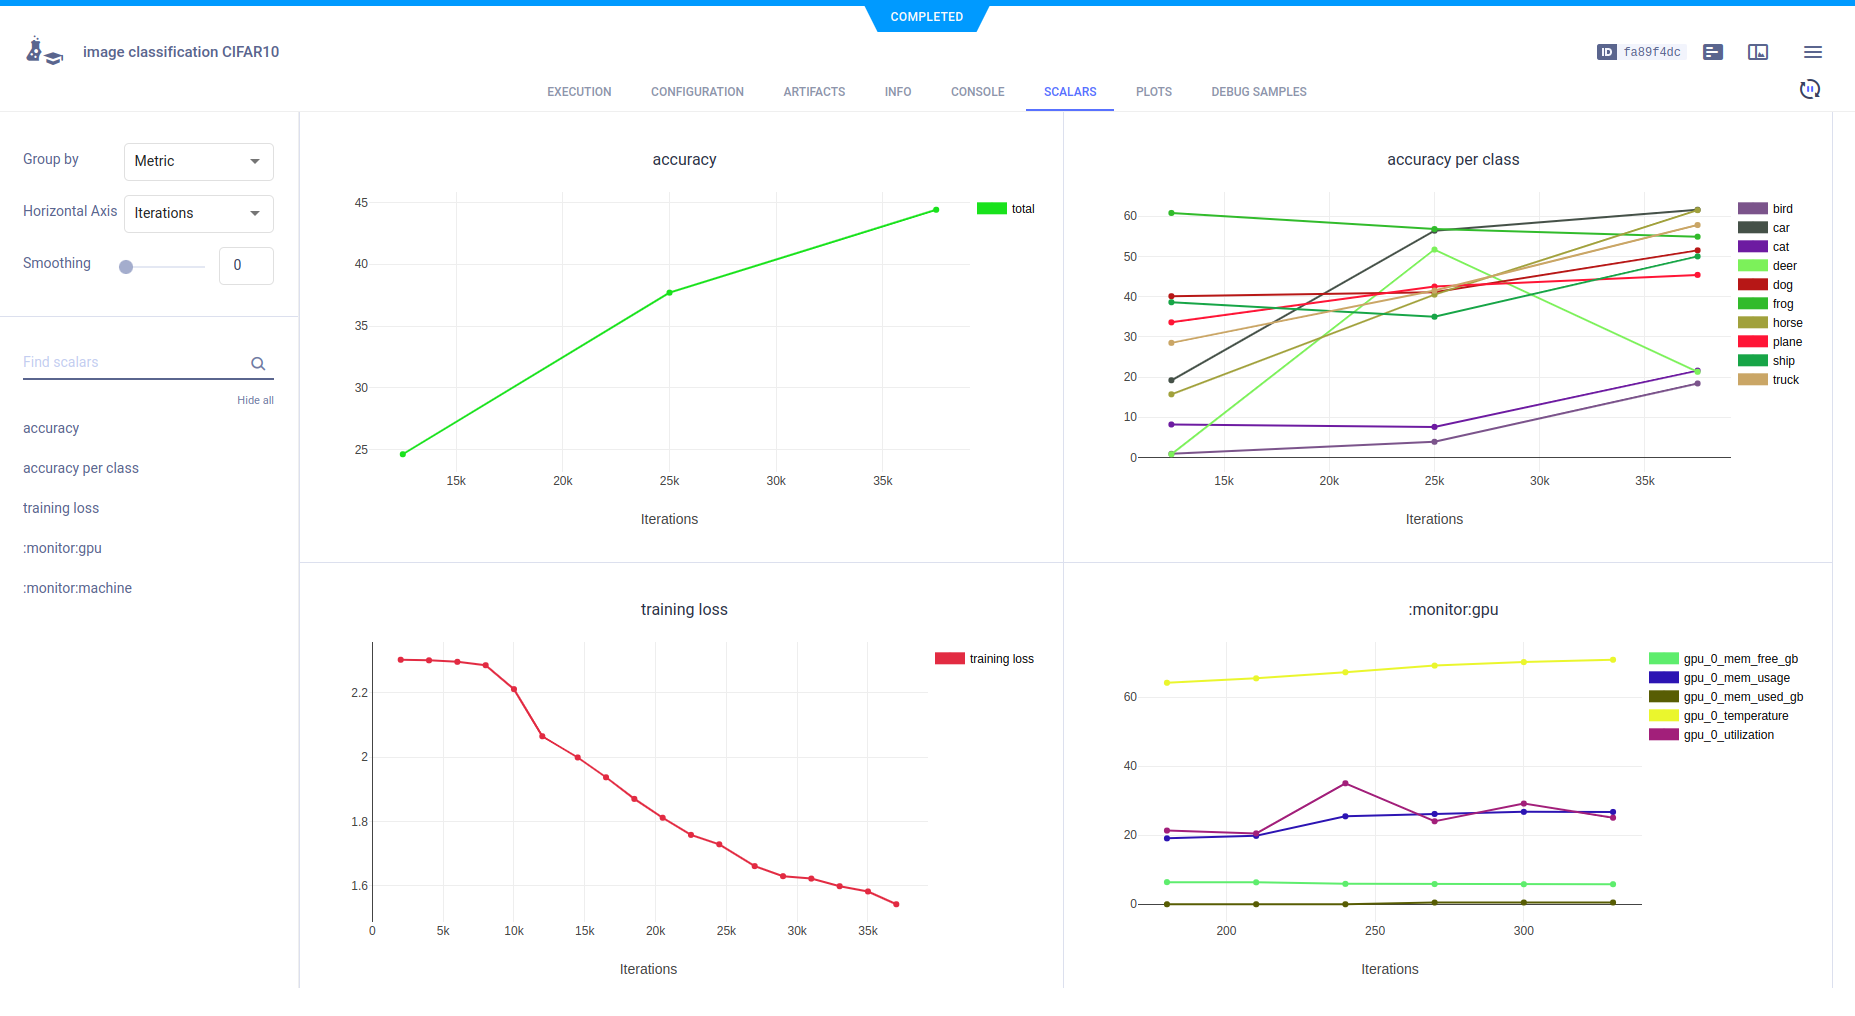 COMPLETED
image classification CIFAR10
ID fa89f4dc
EXECUTION CONFIGURATION ARTIFACTS INFO CONSOLE SCALARS PLOTS DEBUG SAMPLES
Group by Metric
Horizontal Axis Iterations
Smoothing 0
Find scalars
Hide all
accuracy
accuracy per class
training loss
:monitor:gpu
:monitor:machine
accuracy
45
40
35
30
25
15k 20k 25k 30k 35k
Iterations
total
accuracy per class
60
50
40
30
20
10
0
15k 20k 25k 30k 35k
Iterations
bird
car
cat
deer
dog
frog
horse
plane
ship
truck
training loss
2.2
2
1.8
1.6
0 5k 10k 15k 20k 25k 30k 35k
Iterations
training loss
:monitor:gpu
60
40
20
0
200 250 300
Iterations
gpu_0_mem_free_gb
gpu_0_mem_usage
gpu_0_mem_used_gb
gpu_0_temperature
gpu_0_utilization